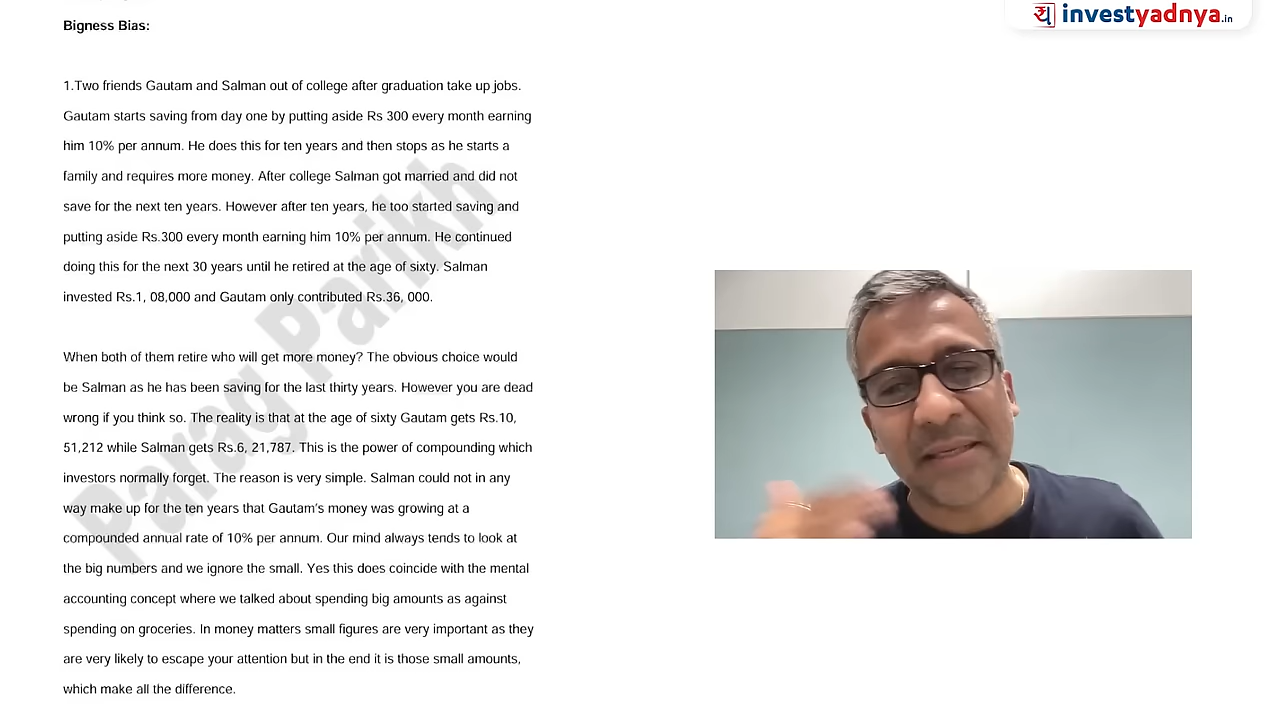 Bigness Bias:
investyadnya.in
1.Two friends Gautam and Salman out of college after graduation take up jobs.
Gautam starts saving from day one by putting aside Rs 300 every month earning
him 10% per annum. He does this for ten years and then stops as he starts a
family and requires more money. After college Salman got married and did not
save for the next ten years. However after ten years, he too started saving and
putting aside Rs.300 every month earning him 10% per annum. He continued
doing this for the next 30 years until he retired at the age of sixty. Salman
invested Rs.1, 08,000 and Gautam only contributed Rs.36, 000.
When both of them retire who will get more money? The obvious choice would
be Salman as he has been saving for the last thirty years. However you are dead
wrong if you think so. The reality is that at the age of sixty Gautam gets Rs.10,
51,212 while Salman gets Rs.6, 21,787. This is the power of compounding which
investors normally forget. The reason is very simple. Salman could not in any
way make up for the ten years that Gautam's money was growing at a
compounded annual rate of 10% per annum. Our mind always tends to look at
the big numbers and we ignore the small. Yes this does coincide with the mental
accounting concept where we talked about spending big amounts as against
spending on groceries. In money matters small figures are very important as they
are very likely to escape your attention but in the end it is those small amounts,
which make all the difference.
Parag Parikh